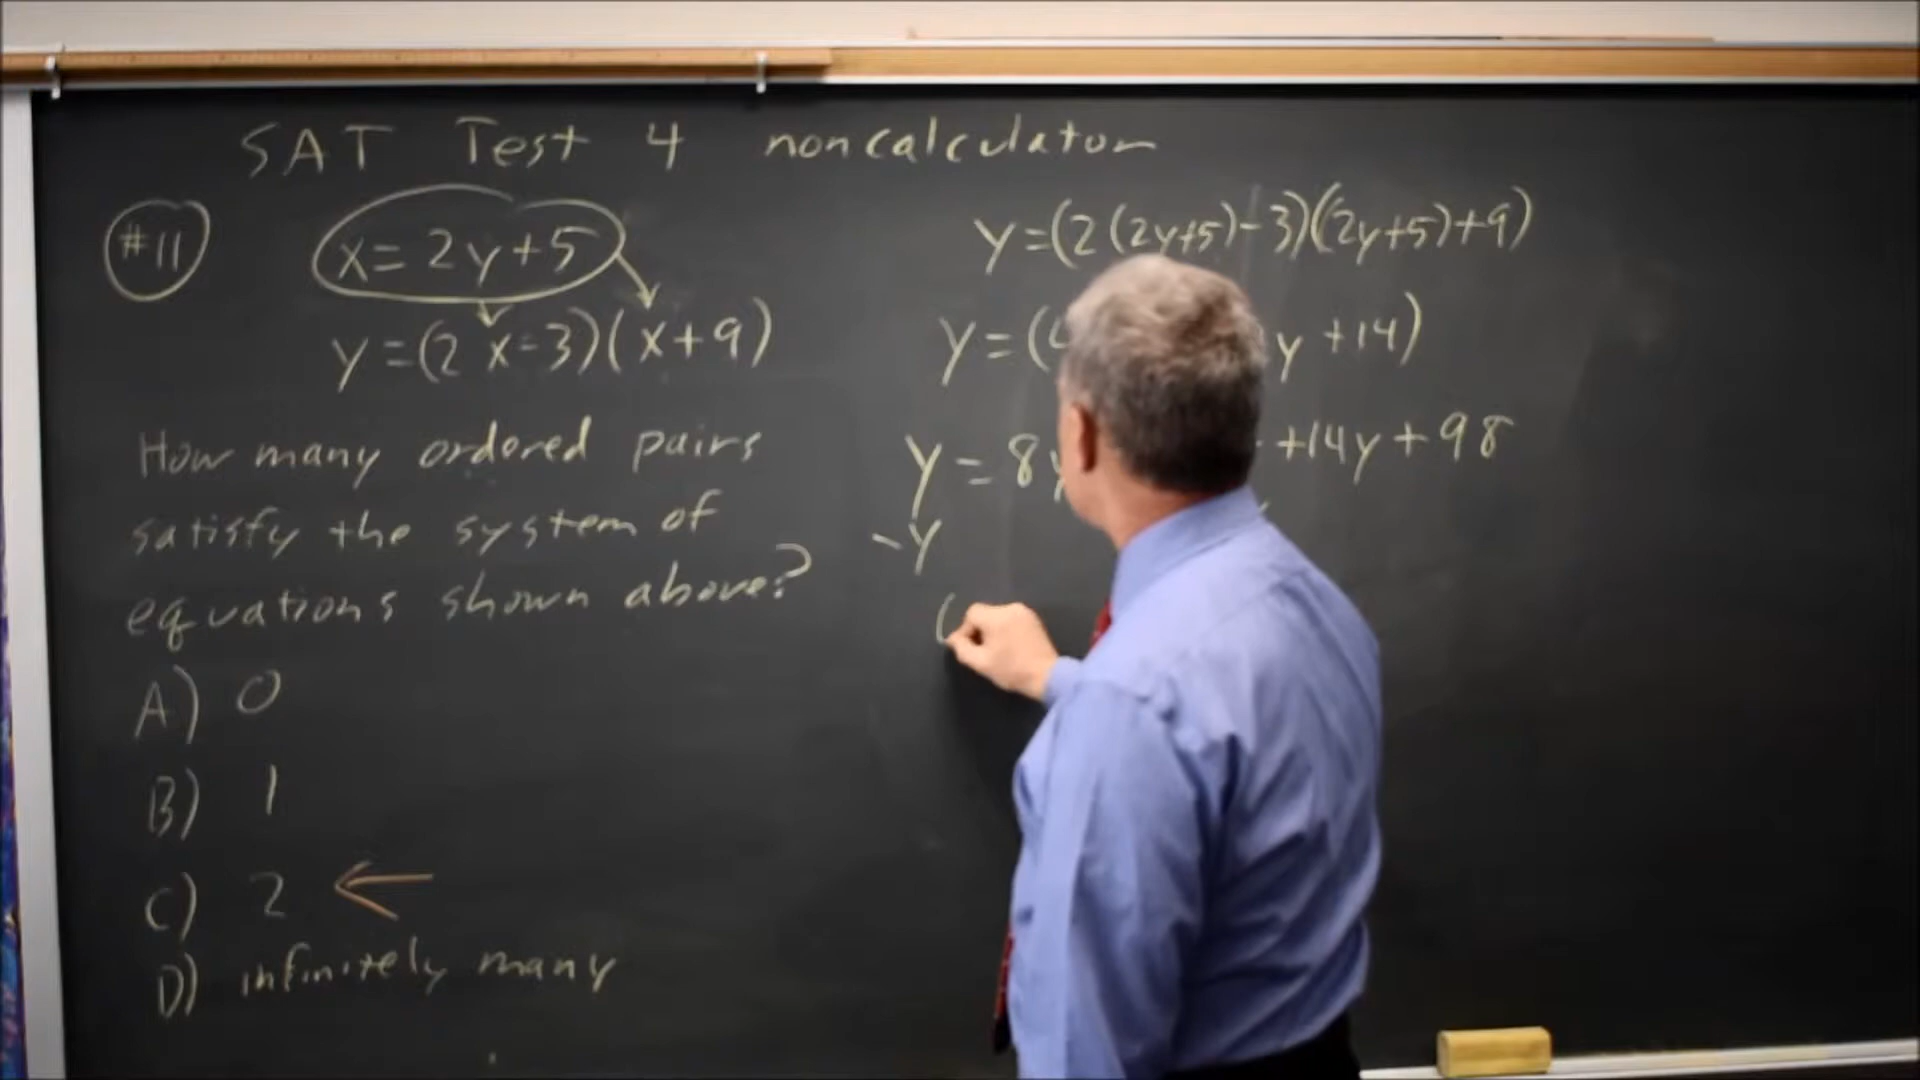 SAT Test 4 noncalculator
#11
x = 2y+5
y = (2x-3)(x+9)
How many ordered pairs
satisfy the system of
equations shown above?
A) 0
B) 1
C) 2
D) infinitely many
y=(2(2y+5)-3)(2y+5)+9)
y = ( y +14)
y = 8y +14y+98
-y